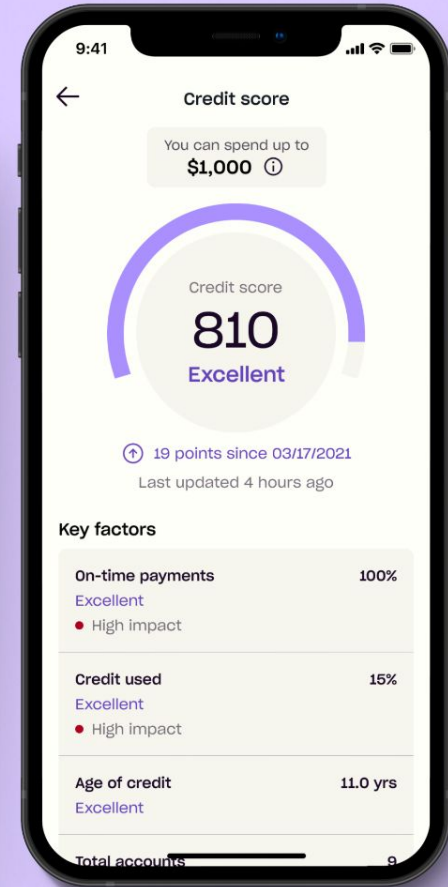 9:41
Credit score
You can spend up to
$1,000
Credit score
810
Excellent
19 points since 03/17/2021
Last updated 4 hours ago
Key factors
On-time payments 100%
Excellent
High impact
Credit used 15%
Excellent
High impact
Age of credit 11.0 yrs
Excellent
Total accounts 9